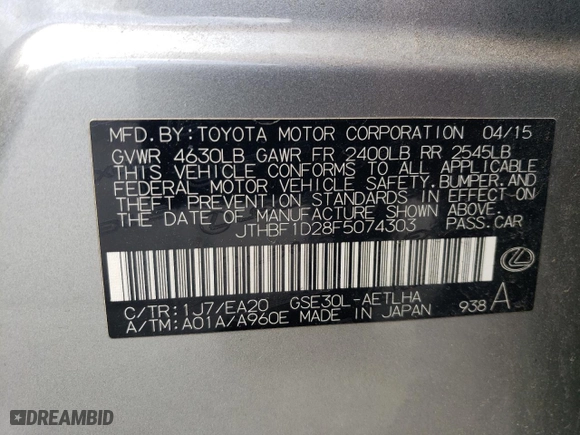 MFD. BY: TOYOTA MOTOR CORPORATION 04/15
GVWR 4630LB GAWR FR 2400LB RR 2545LB
THIS VEHICLE CONFORMS TO ALL APPLICABLE
FEDERAL MOTOR VEHICLE SAFETY, BUMPER, AND
THEFT PREVENTION STANDARDS IN EFFECT ON
THE DATE OF MANUFACTURE SHOWN ABOVE.
JTHBF1D28F5074303 PASS. CAR
C/TR: 1J7/EA20 GSE30L-AETLHA
A/TM: A01A/A960E MADE IN JAPAN 938 A
DREAMBID